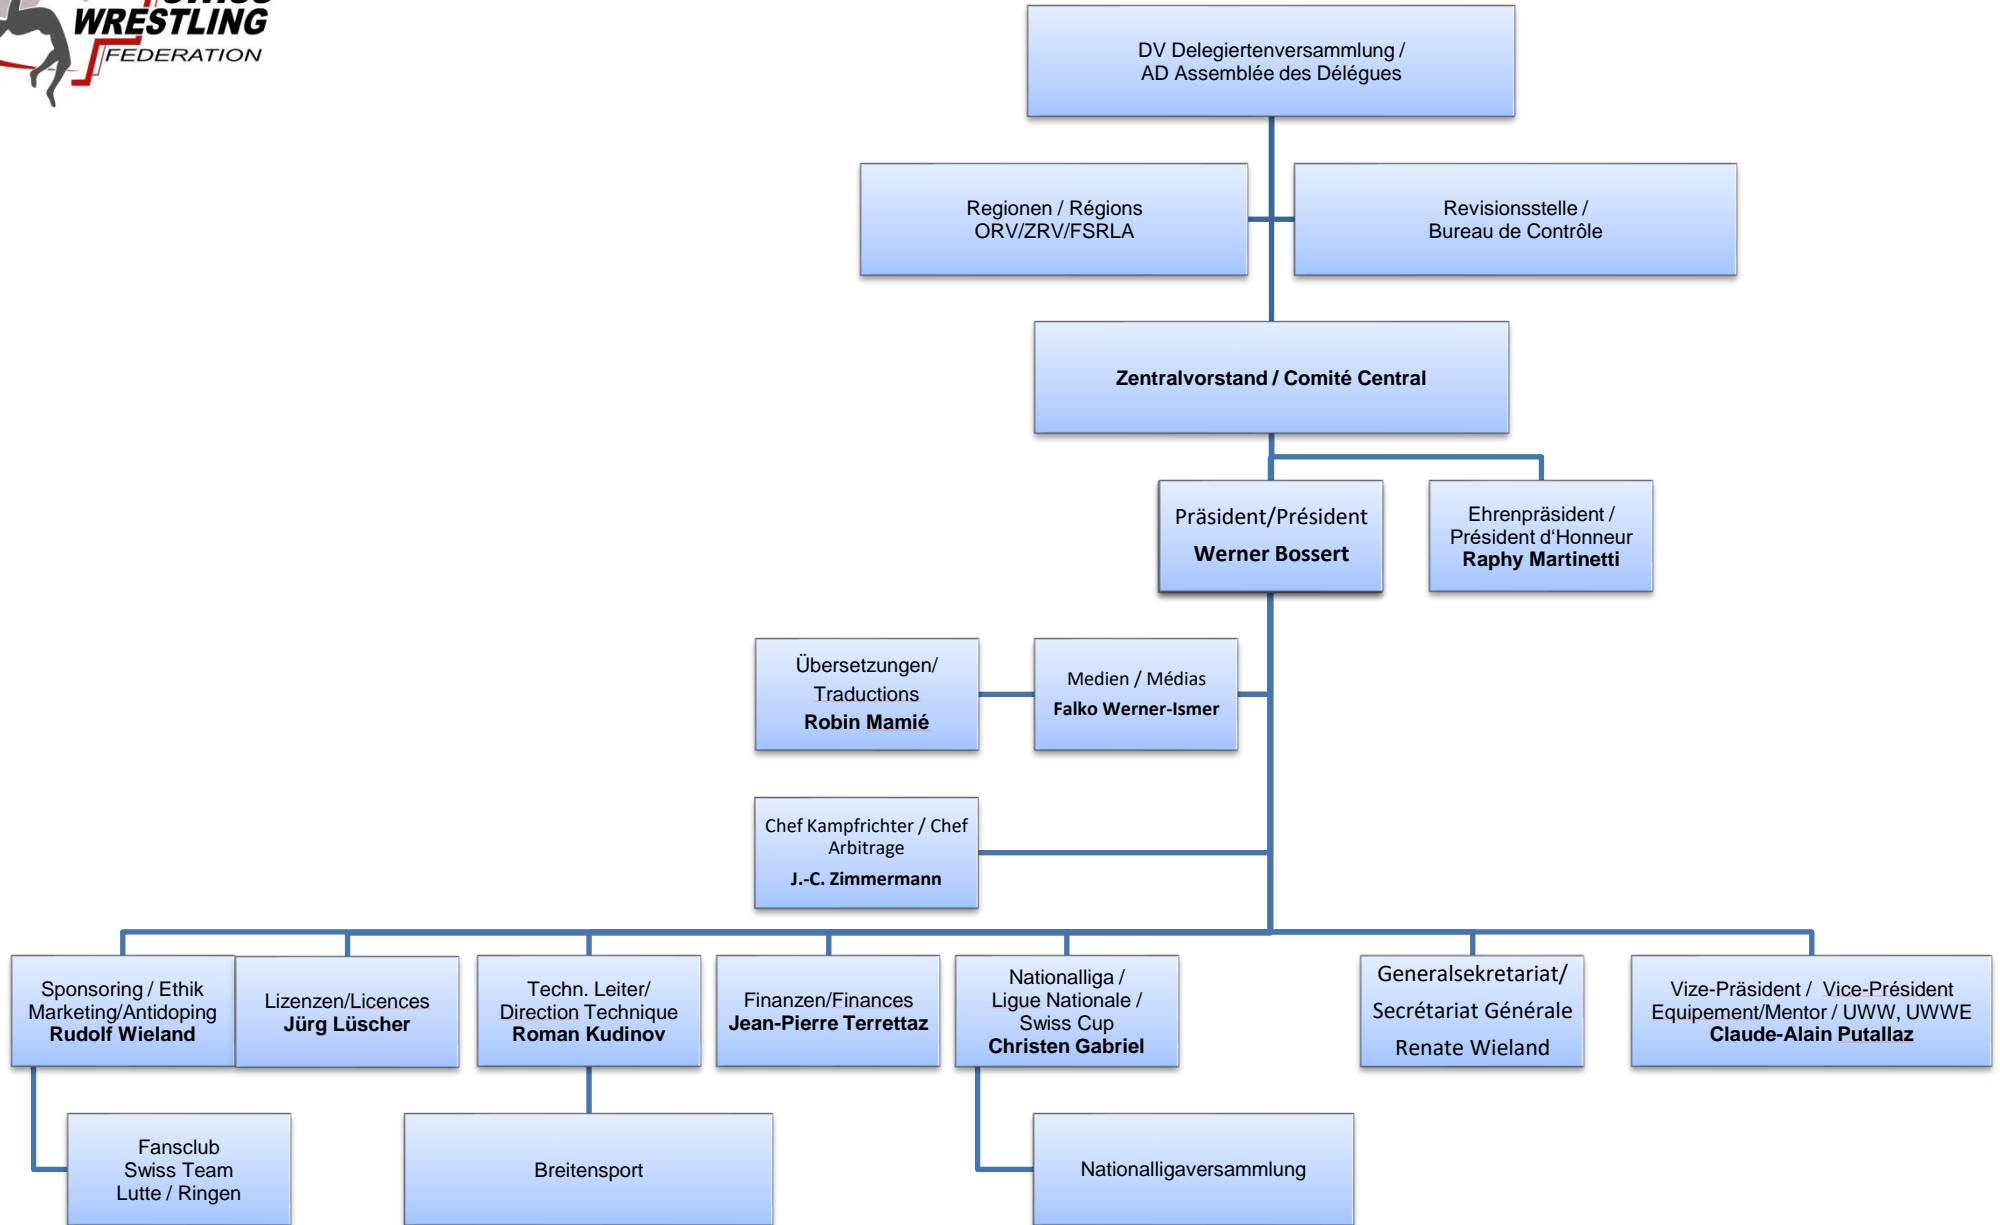 SWISS
WRESTLING
FEDERATION
DV Delegiertenversammlung /
AD Assemblée des Délégues
Regionen / Régions
ORV/ZRV/FSRLA
Revisionsstelle /
Bureau de Contrôle
Zentralvorstand / Comité Central
Präsident/Président
Werner Bossert
Ehrenpräsident /
Président d‘Honneur
Raphy Martinetti
Übersetzungen/
Traductions
Robin Mamié
Medien / Médias
Falko Werner-Ismer
Chef Kampfrichter / Chef
Arbitrage
J.-C. Zimmermann
Sponsoring / Ethik
Marketing/Antidoping
Rudolf Wieland
Lizenzen/Licences
Jürg Lüscher
Techn. Leiter/
Direction Technique
Roman Kudinov
Finanzen/Finances
Jean-Pierre Terrettaz
Nationalliga /
Ligue Nationale /
Swiss Cup
Christen Gabriel
Generalsekretariat/
Secrétariat Générale
Renate Wieland
Vize-Präsident / Vice-Président
Equipement/Mentor / UWW, UWWE
Claude-Alain Putallaz
Fansclub
Swiss Team
Lutte / Ringen
Breitensport
Nationalligaversammlung